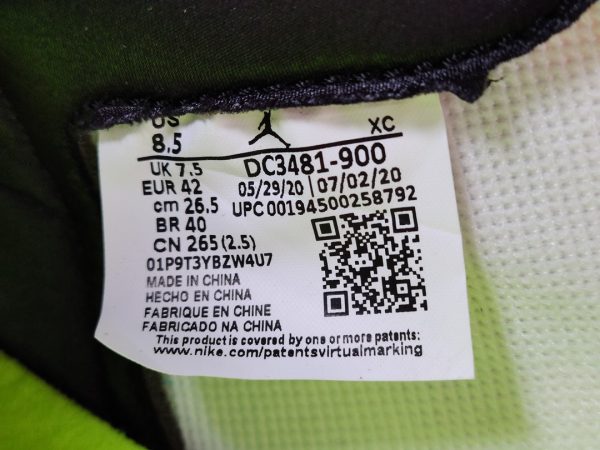 US XC
8.5
UK 7.5 DC3481-900
EUR 42 05/29/20 07/02/20
cm 26.5 UPC 00194500258792
BR 40
CN 265 (2.5)
01P9T3YBZW4U7
MADE IN CHINA
HECHO EN CHINA
FABRIQUE EN CHINE
FABRICADO NA CHINA
This product is covered by one or more patents:
www.nike.com/patentsvirtualmarking